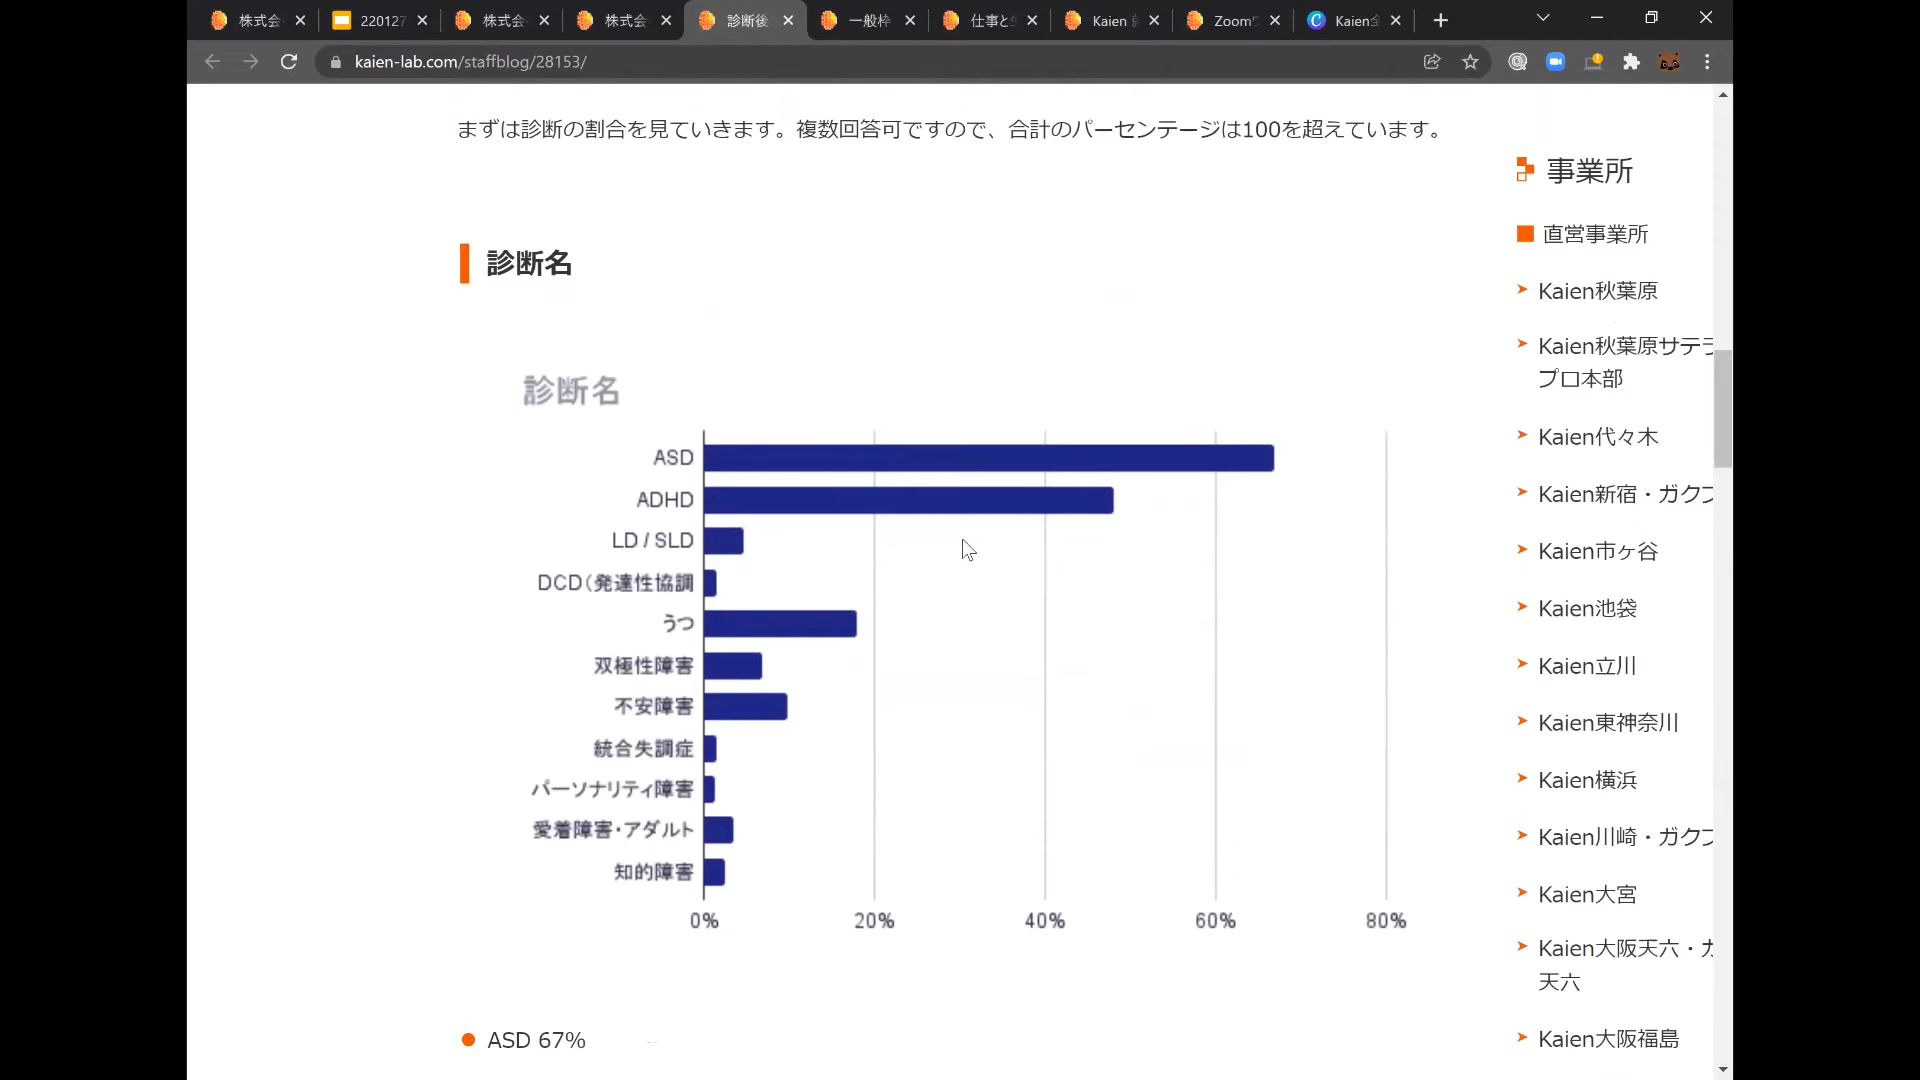 株式会
220127
株式会
株式会
診断後
一般枠
仕事と
Kaien
Zoom
Kaien
kaien-lab.com/staffblog/28153/
まずは診断の割合を見ていきます。複数回答可ですので、合計のパーセンテージは100を超えています。
診断名
診断名
ASD
ADHD
LD / SLD
DCD（発達性協調
うつ
双極性障害
不安障害
統合失調症
パーソナリティ障害
愛着障害・アダルト
知的障害
0% 20% 40% 60% 80%
ASD 67%
事業所
直営事業所
Kaien秋葉原
Kaien秋葉原サテラ
プロ本部
Kaien代々木
Kaien新宿・ガクプ
Kaien市ヶ谷
Kaien池袋
Kaien立川
Kaien東神奈川
Kaien横浜
Kaien川崎・ガクプ
Kaien大宮
Kaien大阪天六・ガ
天六
Kaien大阪福島